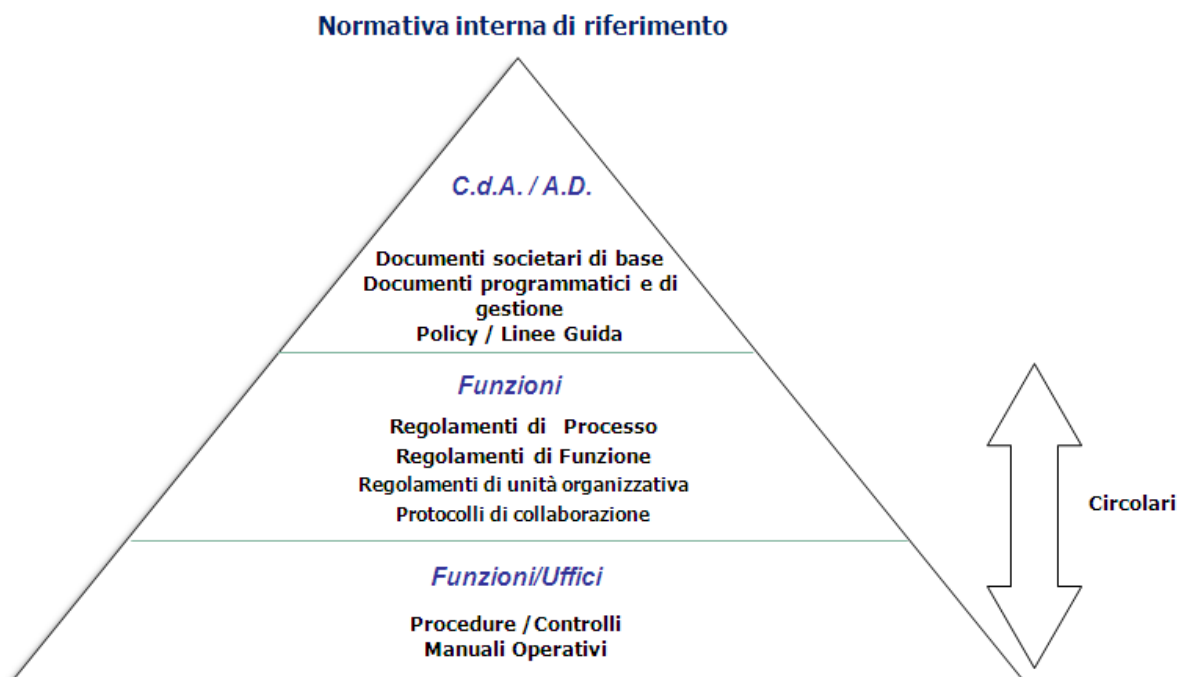 Normativa interna di riferimento
C.d.A. / A.D.
Documenti societari di base
Documenti programmatici e di
gestione
Policy / Linee Guida
Funzioni
Regolamenti di Processo
Regolamenti di Funzione
Regolamenti di unità organizzativa
Protocolli di collaborazione
Circolari
Funzioni/Uffici
Procedure / Controlli
Manuali Operativi